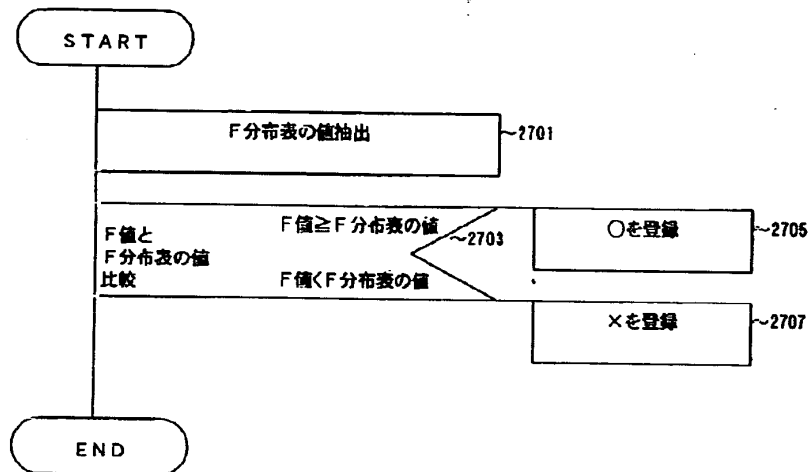 START
F分布表の値抽出
~2701
F値と
F分布表の値
比較
F値≧F分布表の値
~2703
F値<F分布表の値
○を登録
~2705
×を登録
~2707
END